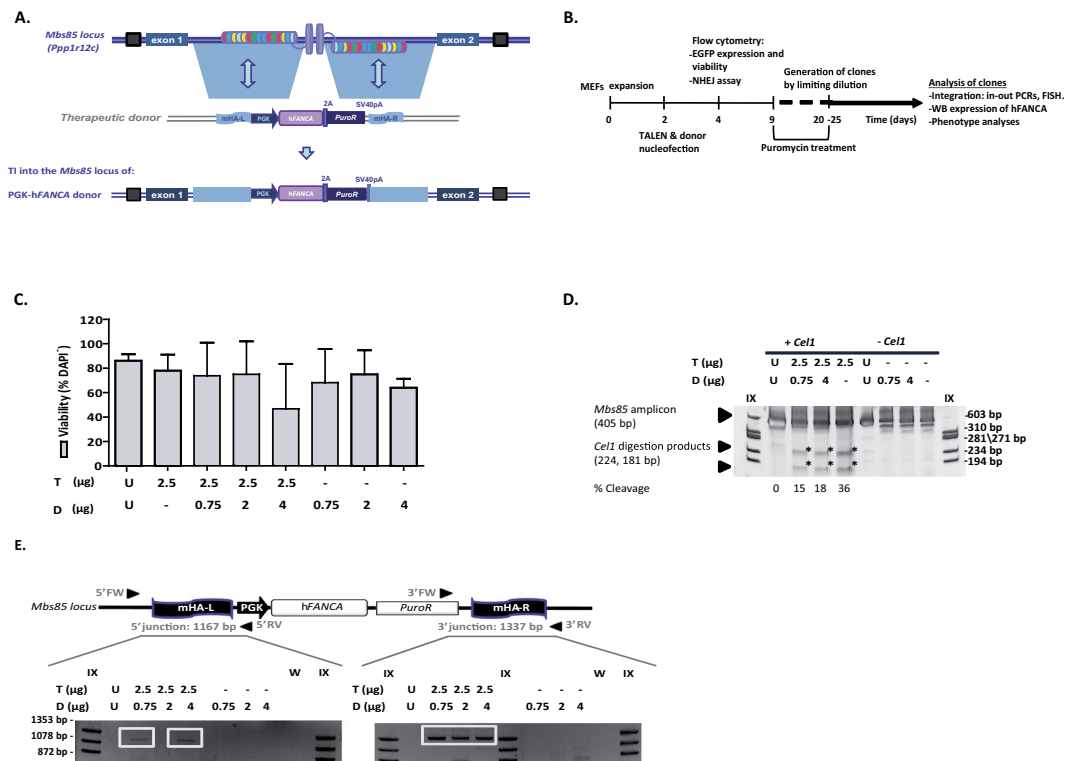 A.
Mbs85 locus
(Ppp1r12c)
exon 1
exon 2
2A
SV40pA
Therapeutic donor
mHA-L
PGK
hFANCA
PuroR
mHA-R
TI into the Mbs85 locus of:
2A
SV40pA
PGK-hFANCA donor
exon 1
PGK
hFANCA
PuroR
exon 2
B.
Flow cytometry:
-EGFP expression and
viability
-NHEJ assay
Generation of clones
by limiting dilution
MEFs expansion
Analysis of clones
-Integration: in-out PCRs, FISH.
-WB expression of hFANCA
-Phenotype analyses
0 2 4 9 20 -25 Time (days)
TALEN & donor
nucleofection
Puromycin treatment
C.
Viability (% DAPI-)
120
100
80
60
40
20
0
T (μg) U 2.5 2.5 2.5 2.5 - - -
D (μg) U - 0.75 2 4 0.75 2 4
D.
+ Cel1 - Cel1
T (μg) U 2.5 2.5 2.5 U - - -
D (μg) U 0.75 4 - U 0.75 4 -
IX IX
Mbs85 amplicon
(405 bp)
Cel1 digestion products
(224, 181 bp)
* * *
* * *
-603 bp
-310 bp
-281\271 bp
-234 bp
-194 bp
% Cleavage 0 15 18 36
E.
5'FW 3'FW
Mbs85 locus mHA-L PGK hFANCA PuroR mHA-R
5'junction: 1167 bp 5'RV 3'junction: 1337 bp 3'RV
IX W IX
T (μg) U 2.5 2.5 2.5 - - -
D (μg) U 0.75 2 4 0.75 2 4
1353 bp -
1078 bp -
872 bp -
IX IX W IX
T (μg) U 2.5 2.5 2.5 - - -
D (μg) U 0.75 2 4 0.75 2 4